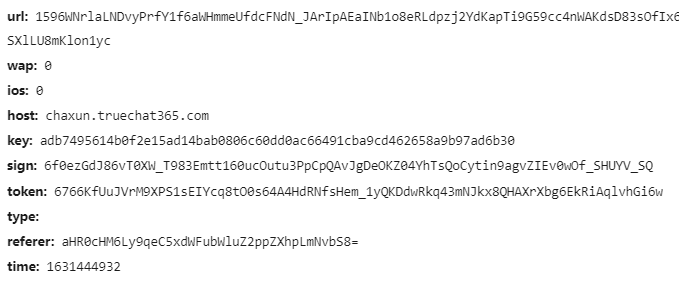 url: 1596WNrlaLNDvyPrfY1f6aWHmmeUfdcFNdN_JArIpAEaINb1o8eRLdpzj2YdKapTi9G59cc4nWAKdsD83sOfIx6
SXlLU8mKlon1yc
wap: 0
ios: 0
host: chaxun.truechat365.com
key: adb7495614b0f2e15ad14bab0806c60dd0ac66491cba9cd462658a9b97ad6b30
sign: 6f0ezGdJ86vT0XW_T983Emtt160ucOutu3PpCpQAvJgDeOKZ04YhTsQoCytin9agvZIEv0wOf_SHUYV_SQ
token: 6766KfUuJVrM9XPS1sEIYcq8tO0s64A4HdRNfsHem_1yQKDdwRkq43mNJkx8QHAXrXbg6EkRiAqlvhGi6w
type:
referer: aHR0cHM6Ly9qeC5xdWFubWluZ2ppZXhpLmNvbS8=
time: 1631444932